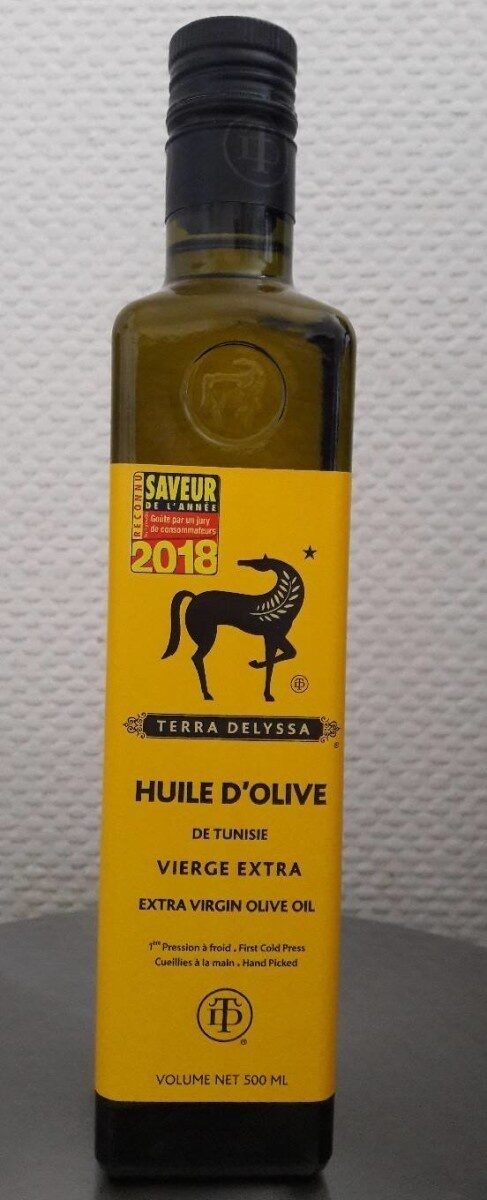 RECONNU
SAVEUR
DE L'ANNÉE
Goûté par un jury
de consommateurs
2018
TERRA DELYSSA
®
HUILE D'OLIVE
DE TUNISIE
VIERGE EXTRA
EXTRA VIRGIN OLIVE OIL
1ère Pression à froid . First Cold Press
Cueillies à la main . Hand Picked
®
VOLUME NET 500 ML